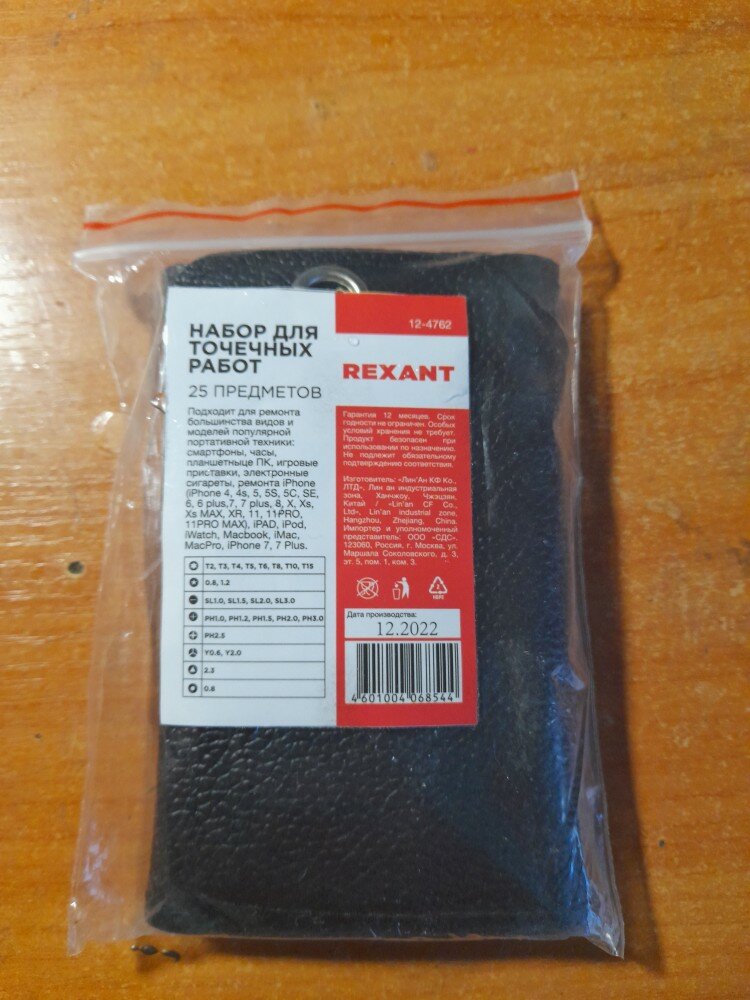 НАБОР ДЛЯ
ТОЧЕЧНЫХ
РАБОТ
25 ПРЕДМЕТОВ
Подходит для ремонта
большинства видов и
моделей популярной
портативной техники:
смартфоны, часы,
планшетныце ПК, игровые
приставки, электронные
сигареты, ремонта iPhone
(iPhone 4, 4s, 5, 5S, 5C, SE,
6, 6 plus,7, 7 plus, 8, X, Xs,
Xs MAX, XR, 11, 11PRO,
11PRO MAX), iPAD, iPod,
iWatch, Macbook, iMac,
MacPro, iPhone 7, 7 Plus.
T2, T3, T4, T5, T6, T8, T10, T15
0.8, 1.2
SL1.0, SL1.5, SL2.0, SL3.0
PH1.0, PH1.2, PH1.5, PH2.0, PH3.0
PH2.5
Y0.6, Y2.0
2.3
0.8
12-4762
REXANT
Гарантия 12 месяцев. Срок
годности не ограничен. Особых
условий хранения не требует.
Продукт безопасен при
использовании по назначению.
Не подлежит обязательному
подтверждению соответствия.
Изготовитель: «Лин'Ан КФ Ко.,
ЛТД», Лин ан индустриальная
зона, Ханчжоу, Чжэцзян,
Китай / «Lin'an CF Co.,
Ltd», Lin'an industrial zone,
Hangzhou, Zhejiang, China.
Импортер и уполномоченный
представитель: ООО «СДС».
123060, Россия, г. Москва, ул.
Маршала Соколовского, д. 3,
эт. 5, пом. 1, ком. 3.
2
HDPE
Дата производства:
12.2022
4 601004 068544